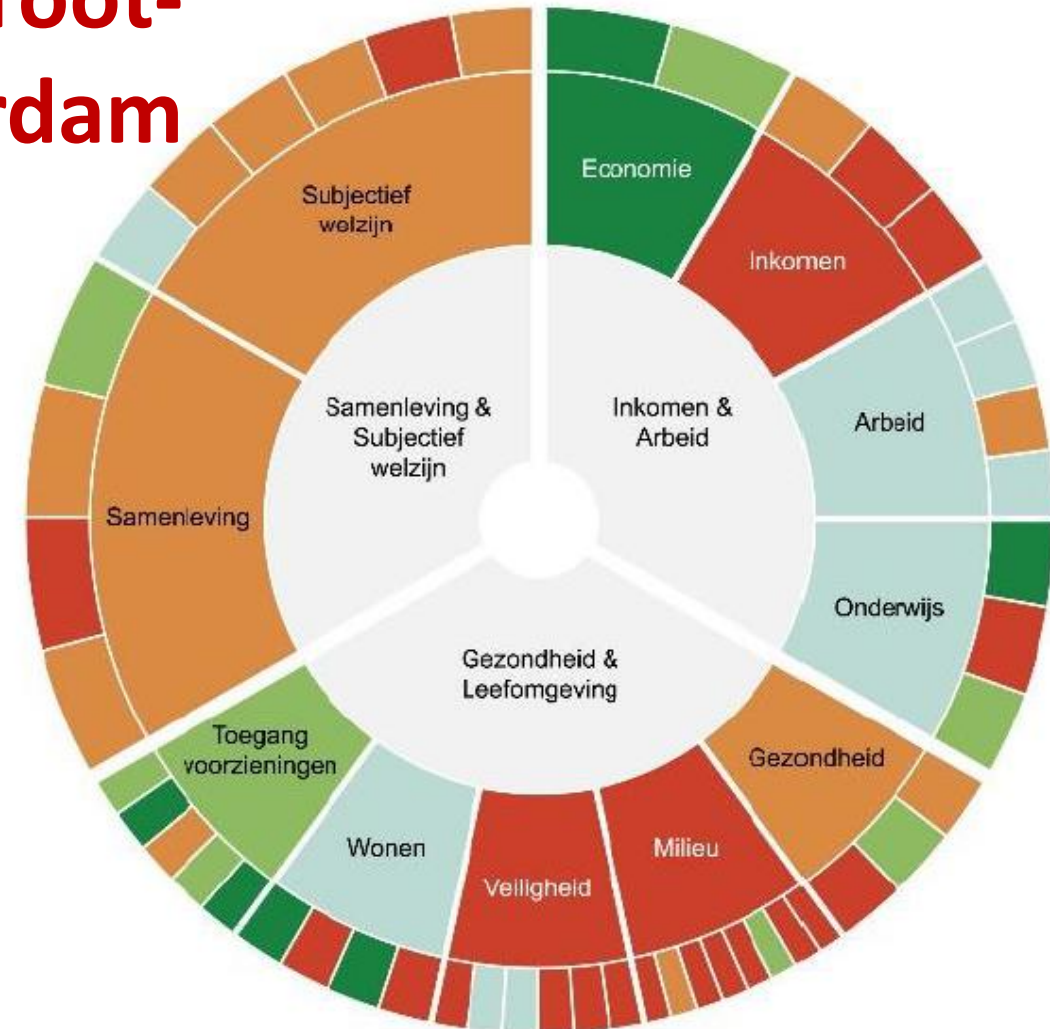 root-
rdam
Economie
Inkomen
Arbeid
Onderwijs
Gezondheid
Milieu
Veiligheid
Wonen
Toegang
voorzieningen
Samenleving
Subjectief
welzijn
Samenleving &
Subjectief
welzijn
Inkomen &
Arbeid
Gezondheid &
Leefomgeving